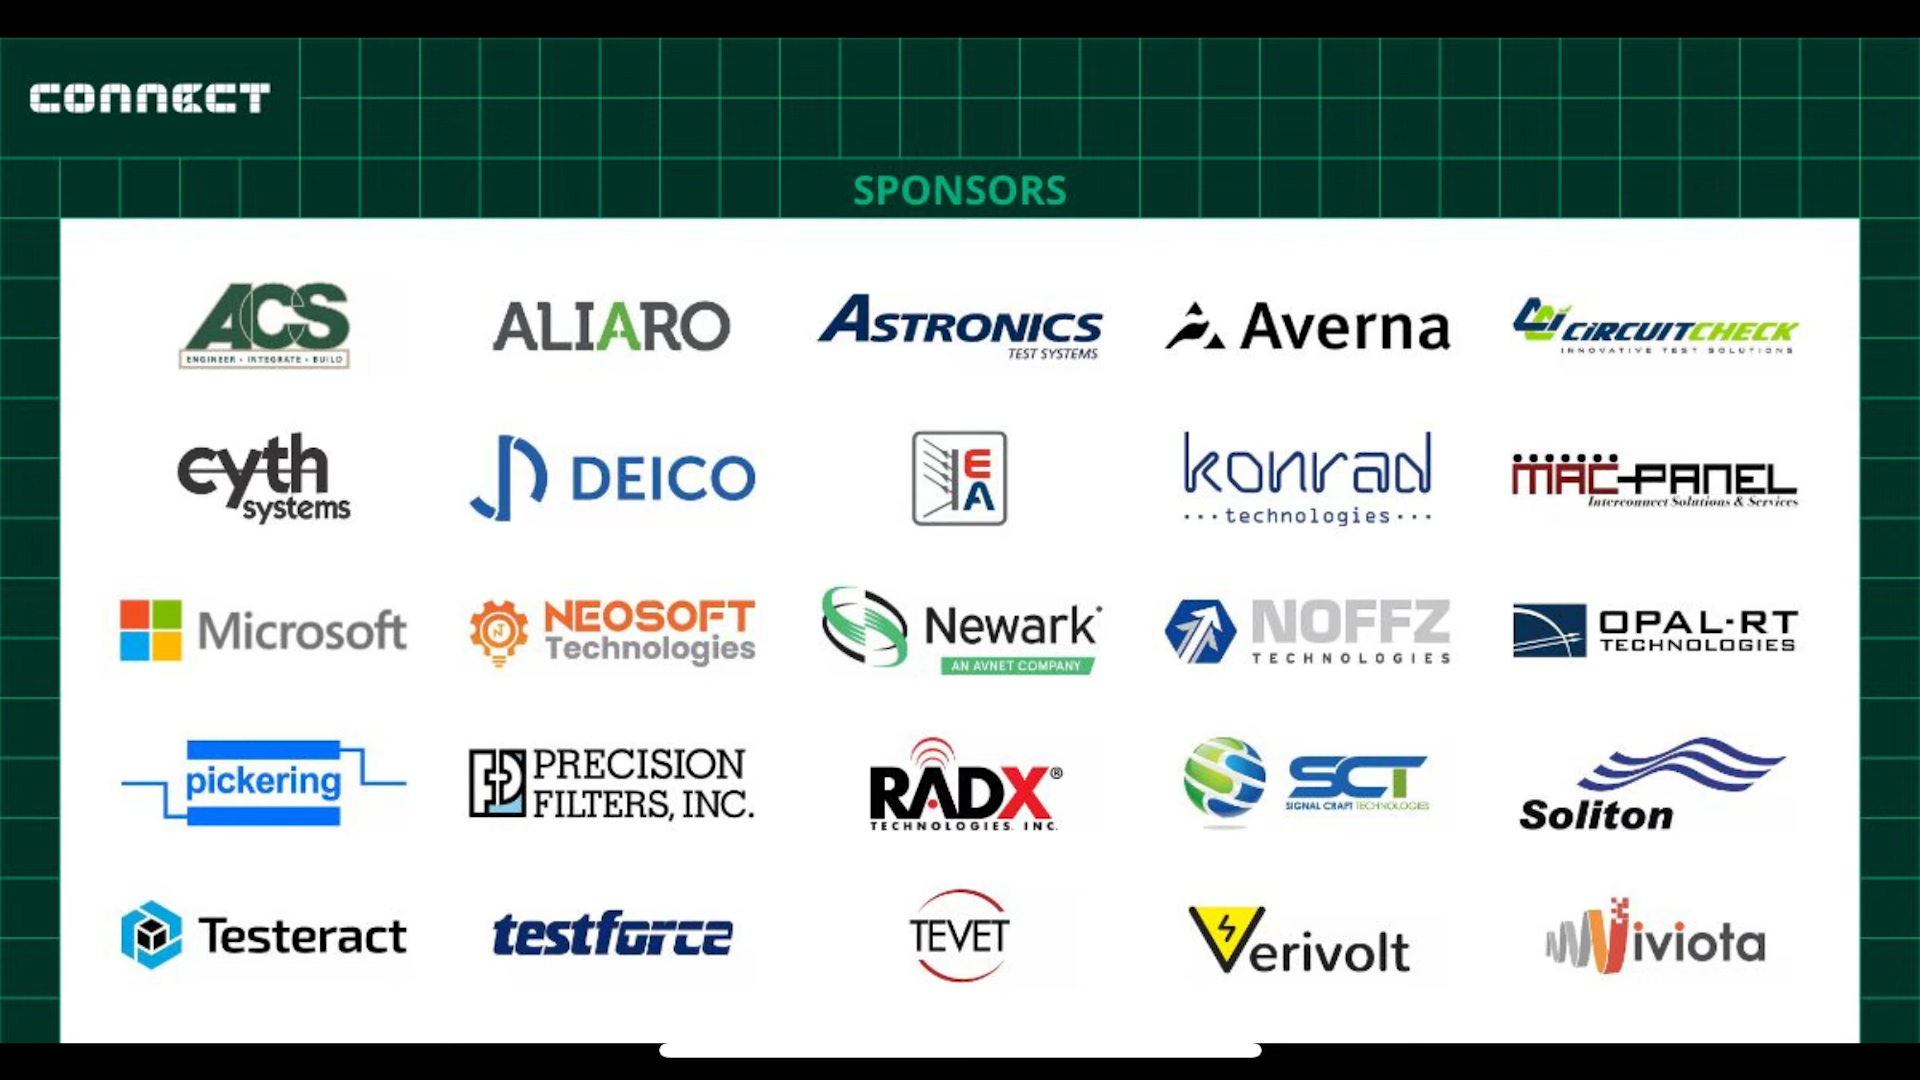 CONNECT
SPONSORS
ACS
ENGINEER • INTEGRATE • BUILD
ALIARO
ASTRONICS
TEST SYSTEMS
Averna
CCi CiRCUITCHECK
INNOVATIVE TEST SOLUTIONS
cyth
systems
DEICO
EA
konrad
···technologies···
MAC-PANEL
Interconnect Solutions & Services
Microsoft
NEOSOFT
Technologies
Newark
AN AVNET COMPANY
NOFFZ
TECHNOLOGIES
OPAL-RT
TECHNOLOGIES
pickering
PRECISION
FILTERS, INC.
RADX®
TECHNOLOGIES, INC.
SCT
SIGNAL CRAFT TECHNOLOGIES
Soliton
Testeract
testforce
TEVET
Verivolt
Viviota